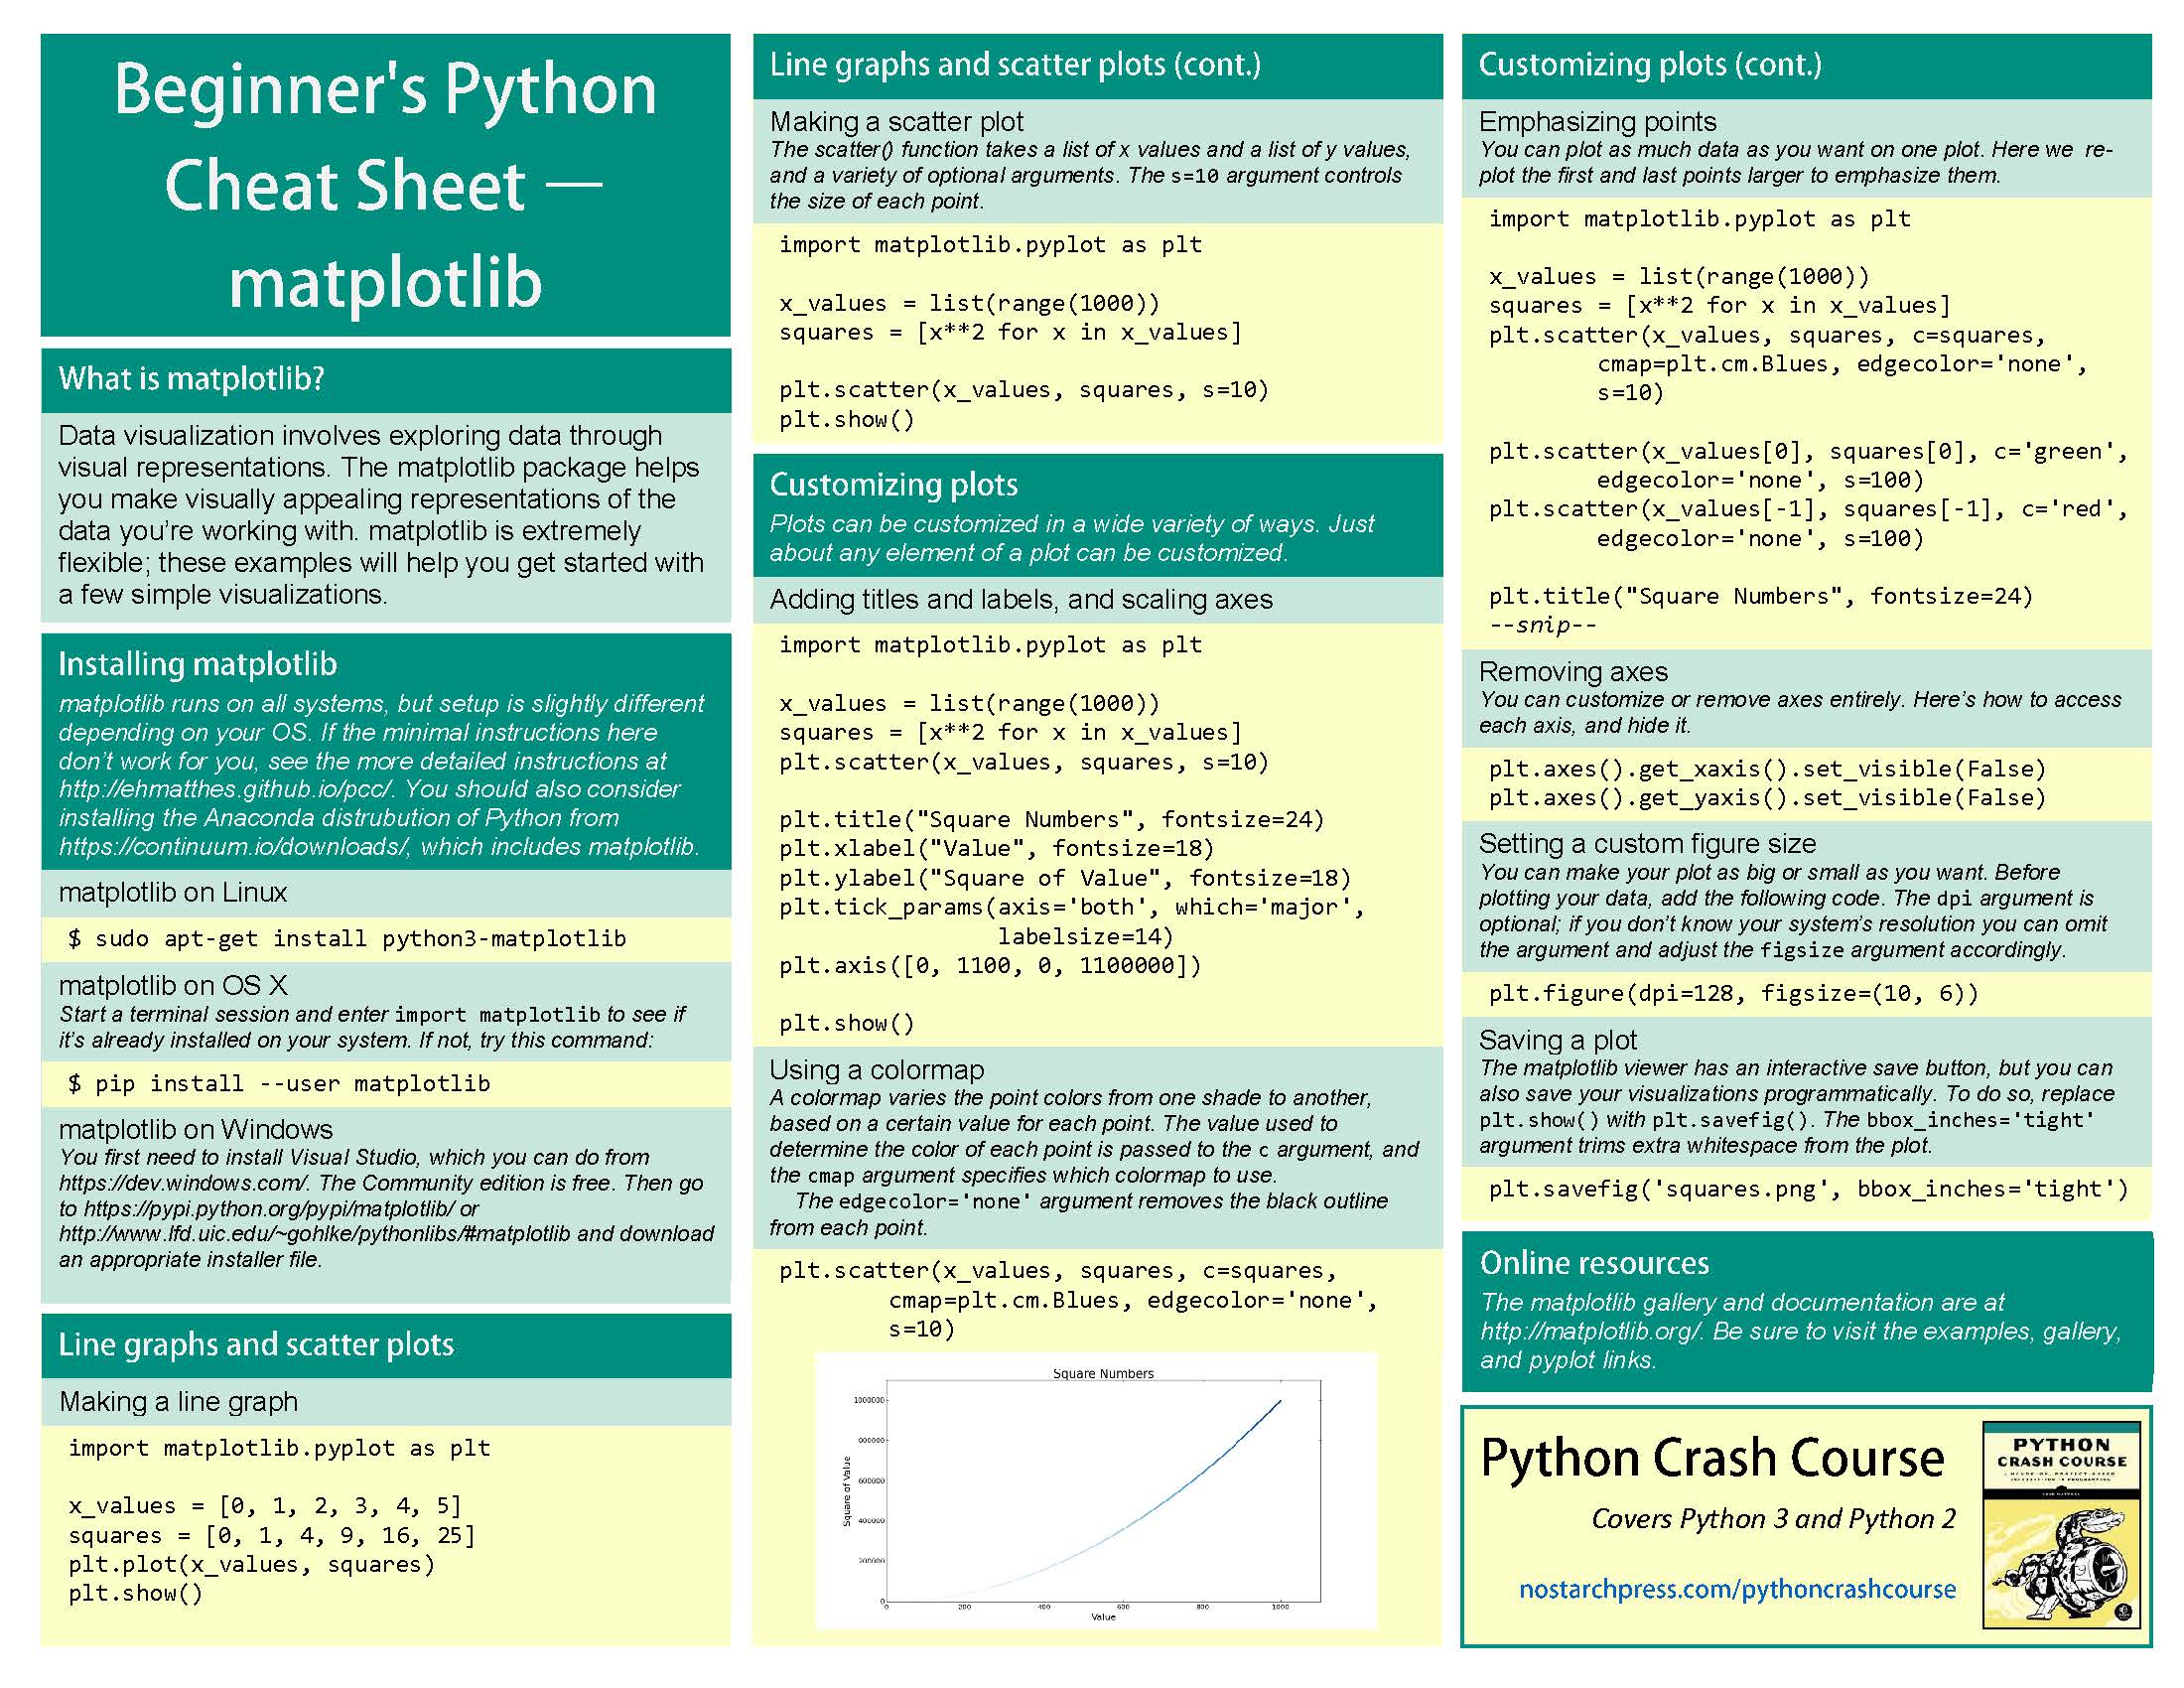 Beginner's Python
Cheat Sheet —
matplotlib
What is matplotlib?
Data visualization involves exploring data through
visual representations. The matplotlib package helps
you make visually appealing representations of the
data you’re working with. matplotlib is extremely
flexible; these examples will help you get started with
a few simple visualizations.
Installing matplotlib
matplotlib runs on all systems, but setup is slightly different
depending on your OS. If the minimal instructions here
don’t work for you, see the more detailed instructions at
http://ehmatthes.github.io/pcc/. You should also consider
installing the Anaconda distrubution of Python from
https://continuum.io/downloads/, which includes matplotlib.
matplotlib on Linux
$ sudo apt-get install python3-matplotlib
matplotlib on OS X
Start a terminal session and enter import matplotlib to see if
it’s already installed on your system. If not, try this command:
$ pip install --user matplotlib
matplotlib on Windows
You first need to install Visual Studio, which you can do from
https://dev.windows.com/. The Community edition is free. Then go
to https://pypi.python.org/pypi/matplotlib/ or
http://www.lfd.uic.edu/~gohlke/pythonlibs/#matplotlib and download
an appropriate installer file.
Line graphs and scatter plots
Making a line graph
import matplotlib.pyplot as plt
x_values = [0, 1, 2, 3, 4, 5]
squares = [0, 1, 4, 9, 16, 25]
plt.plot(x_values, squares)
plt.show()
Line graphs and scatter plots (cont.)
Making a scatter plot
The scatter() function takes a list of x values and a list of y values,
and a variety of optional arguments. The s=10 argument controls
the size of each point.
import matplotlib.pyplot as plt
x_values = list(range(1000))
squares = [x**2 for x in x_values]
plt.scatter(x_values, squares, s=10)
plt.show()
Customizing plots
Plots can be customized in a wide variety of ways. Just
about any element of a plot can be customized.
Adding titles and labels, and scaling axes
import matplotlib.pyplot as plt
x_values = list(range(1000))
squares = [x**2 for x in x_values]
plt.scatter(x_values, squares, s=10)
plt.title("Square Numbers", fontsize=24)
plt.xlabel("Value", fontsize=18)
plt.ylabel("Square of Value", fontsize=18)
plt.tick_params(axis='both', which='major',
labelsize=14)
plt.axis([0, 1100, 0, 1100000])
plt.show()
Using a colormap
A colormap varies the point colors from one shade to another,
based on a certain value for each point. The value used to
determine the color of each point is passed to the c argument, and
the cmap argument specifies which colormap to use.
The edgecolor='none' argument removes the black outline
from each point.
plt.scatter(x_values, squares, c=squares,
cmap=plt.cm.Blues, edgecolor='none',
s=10)
Square Numbers
1000000
800000
600000
400000
200000
0
Square of Value
0 200 400 600 800 1000
Value
Customizing plots (cont.)
Emphasizing points
You can plot as much data as you want on one plot. Here we re-
plot the first and last points larger to emphasize them.
import matplotlib.pyplot as plt
x_values = list(range(1000))
squares = [x**2 for x in x_values]
plt.scatter(x_values, squares, c=squares,
cmap=plt.cm.Blues, edgecolor='none',
s=10)
plt.scatter(x_values[0], squares[0], c='green',
edgecolor='none', s=100)
plt.scatter(x_values[-1], squares[-1], c='red',
edgecolor='none', s=100)
plt.title("Square Numbers", fontsize=24)
--snip--
Removing axes
You can customize or remove axes entirely. Here’s how to access
each axis, and hide it.
plt.axes().get_xaxis().set_visible(False)
plt.axes().get_yaxis().set_visible(False)
Setting a custom figure size
You can make your plot as big or small as you want. Before
plotting your data, add the following code. The dpi argument is
optional; if you don’t know your system’s resolution you can omit
the argument and adjust the figsize argument accordingly.
plt.figure(dpi=128, figsize=(10, 6))
Saving a plot
The matplotlib viewer has an interactive save button, but you can
also save your visualizations programmatically. To do so, replace
plt.show() with plt.savefig(). The bbox_inches='tight'
argument trims extra whitespace from the plot.
plt.savefig('squares.png', bbox_inches='tight')
Online resources
The matplotlib gallery and documentation are at
http://matplotlib.org/. Be sure to visit the examples, gallery,
and pyplot links.
Python Crash Course
Covers Python 3 and Python 2
nostarchpress.com/pythoncrashcourse
PYTHON
CRASH COURSE